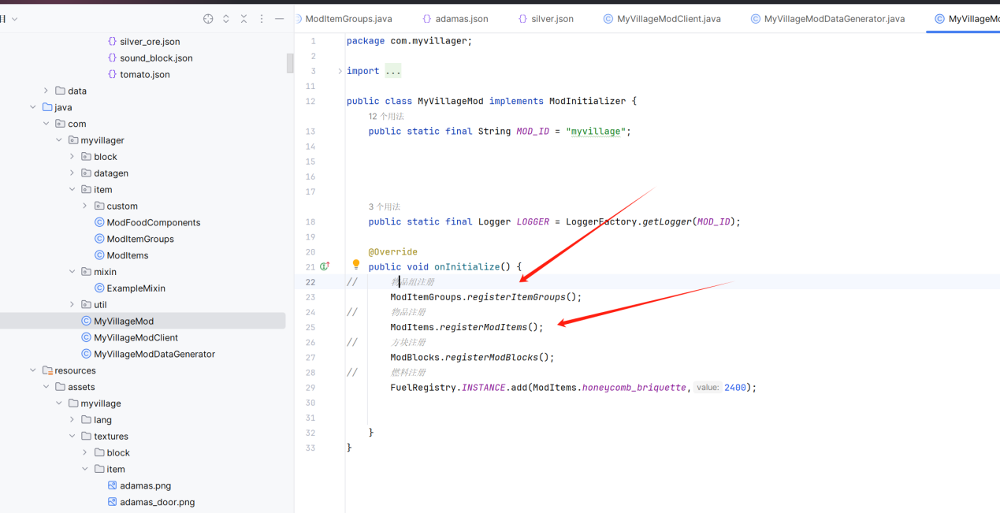 目
ModItemGroups.java
adamas.json
silver.json
MyVillageModClient.java
MyVillageModDataGenerator.java
MyVillageMo
silver_ore.json
sound_block.json
tomato.json
data
java
com
myvillager
block
datagen
item
custom
ModFoodComponents
ModItemGroups
ModItems
mixin
ExampleMixin
util
MyVillageMod
MyVillageModClient
MyVillageModDataGenerator
resources
assets
myvillage
lang
textures
block
item
adamas.png
adamas_door.png
1 package com.myvillager;
2
3 import ...
11
12 public class MyVillageMod implements ModInitializer {
12 个用法
13 public static final String MOD_ID = "myvillage";
14
15
16
17
3 个用法
18 public static final Logger LOGGER = LoggerFactory.getLogger(MOD_ID);
19
20 @Override
21 public void onInitialize() {
22 // 物品组注册
23 ModItemGroups.registerItemGroups();
24 // 物品注册
25 ModItems.registerModItems();
26 // 方块注册
27 ModBlocks.registerModBlocks();
28 // 燃料注册
29 FuelRegistry.INSTANCE.add(ModItems.honeycomb_briquette, value: 2400);
30
31
32 }
33 }